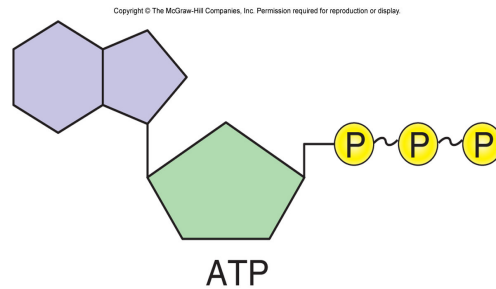 Copyright © The McGraw-Hill Companies, Inc. Permission required for reproduction or display.
P P P
ATP